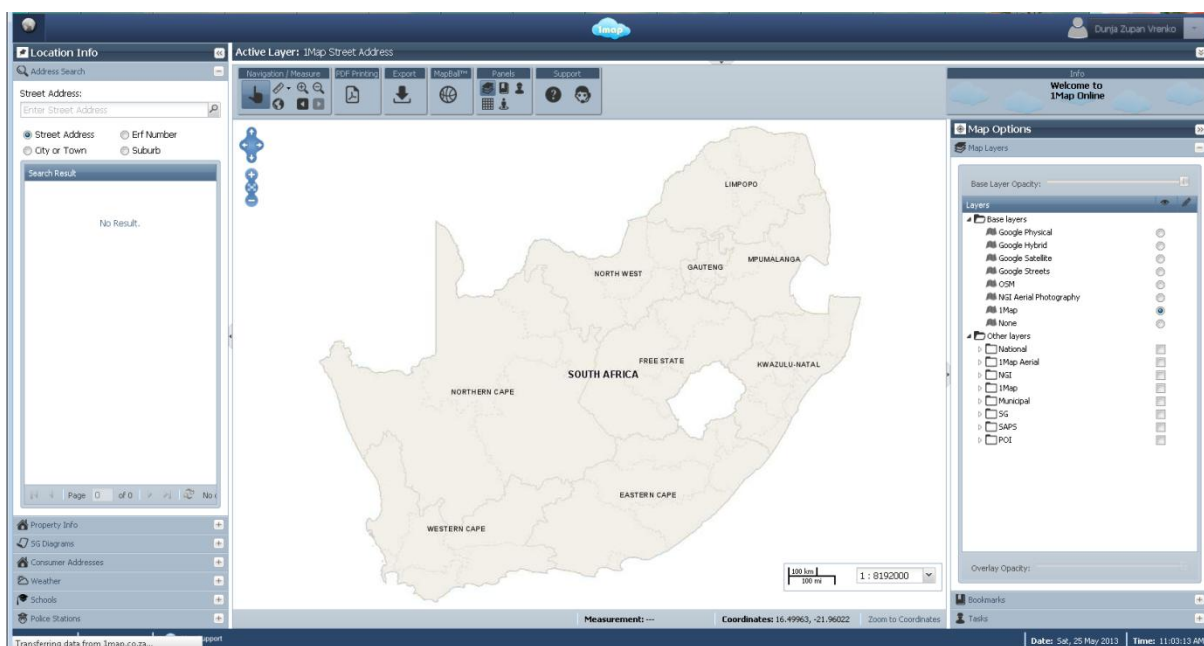 1map
Dunja Zupan Vrenko
Location Info
Address Search
Street Address:
Enter Street Address
Street Address
Erf Number
City or Town
Suburb
Search Result
No Result.
Page 0 of 0
Property Info
SG Diagrams
Consumer Addresses
Weather
Schools
Police Stations
Active Layer: 1Map Street Address
Navigation / Measure
PDF Printing
Export
MapBall™
Panels
Support
Info
Welcome to
1Map Online
LIMPOPO
MPUMALANGA
GAUTENG
NORTH WEST
FREE STATE
KWAZULU-NATAL
SOUTH AFRICA
NORTHERN CAPE
EASTERN CAPE
WESTERN CAPE
100 km
100 mi
1 : 8192000
Measurement: ---
Coordinates: 16.49963, -21.96022
Zoom to Coordinates
Map Options
Map Layers
Base Layer Opacity:
Layers
Base layers
Google Physical
Google Hybrid
Google Satellite
Google Streets
OSM
NGI Aerial Photography
1Map
None
Other layers
National
1Map Aerial
NGI
1Map
Municipal
SG
SAPS
POI
Overlay Opacity:
Bookmarks
Tasks
Transferring data from 1map.co.za...
Date: Sat, 25 May 2013
Time: 11:03:13 AM